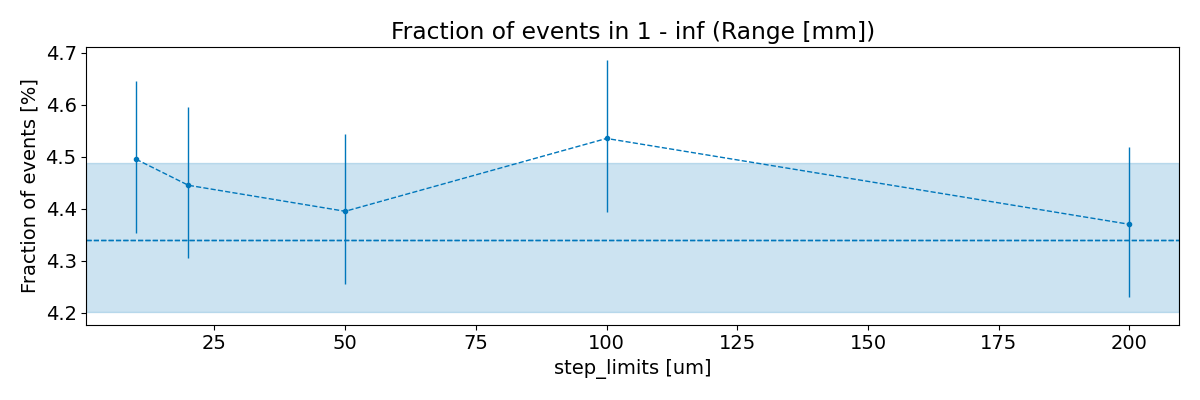 Fraction of events in 1 - inf (Range [mm])
Fraction of events [%]
4.7
4.6
4.5
4.4
4.3
4.2
25 50 75 100 125 150 175 200
step_limits [um]